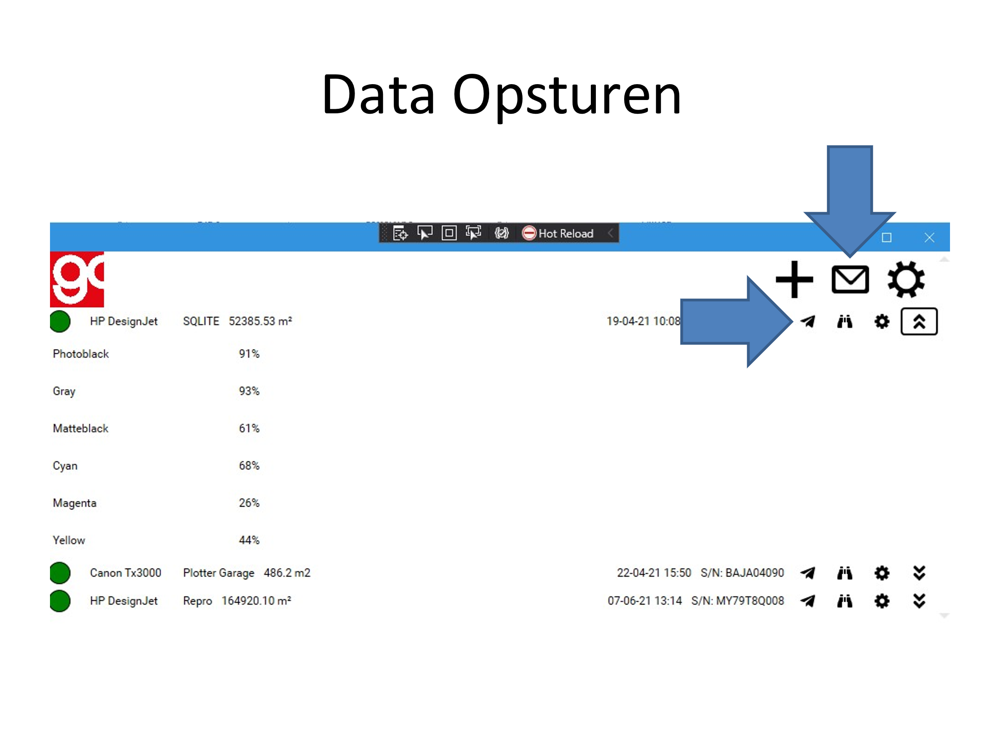 Data Opsturen
Hot Reload
go
HP DesignJet SQLITE 52385.53 m² 19-04-21 10:08
Photoblack 91%
Gray 93%
Matteblack 61%
Cyan 68%
Magenta 26%
Yellow 44%
Canon Tx3000 Plotter Garage 486.2 m2 22-04-21 15:50 S/N: BAJA04090
HP DesignJet Repro 164920.10 m² 07-06-21 13:14 S/N: MY79T8Q008